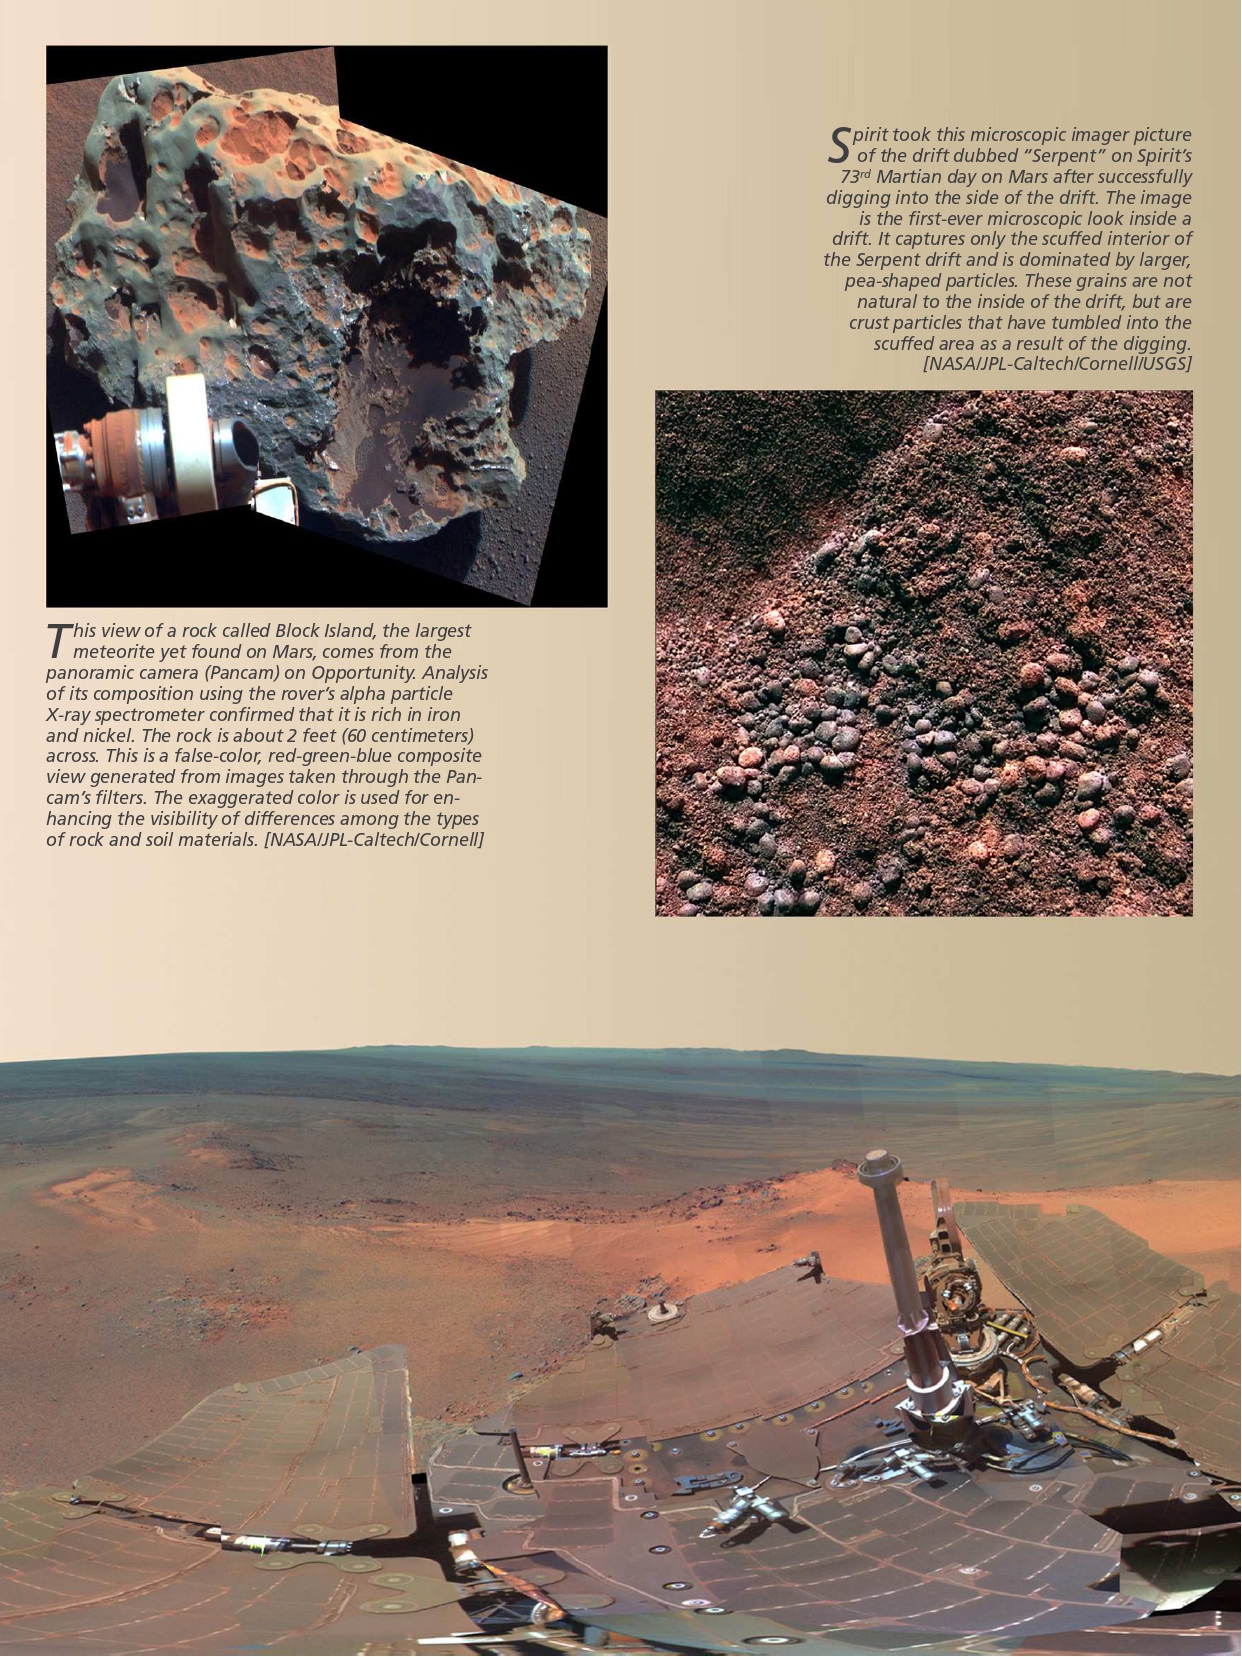 Spirit took this microscopic imager picture
of the drift dubbed “Serpent” on Spirit’s
73rd Martian day on Mars after successfully
digging into the side of the drift. The image
is the first-ever microscopic look inside a
drift. It captures only the scuffed interior of
the Serpent drift and is dominated by larger,
pea-shaped particles. These grains are not
natural to the inside of the drift, but are
crust particles that have tumbled into the
scuffed area as a result of the digging.
[NASA/JPL-Caltech/Cornell/USGS]
This view of a rock called Block Island, the largest
meteorite yet found on Mars, comes from the
panoramic camera (Pancam) on Opportunity. Analysis
of its composition using the rover’s alpha particle
X-ray spectrometer confirmed that it is rich in iron
and nickel. The rock is about 2 feet (60 centimeters)
across. This is a false-color, red-green-blue composite
view generated from images taken through the Pan-
cam’s filters. The exaggerated color is used for en-
hancing the visibility of differences among the types
of rock and soil materials. [NASA/JPL-Caltech/Cornell]